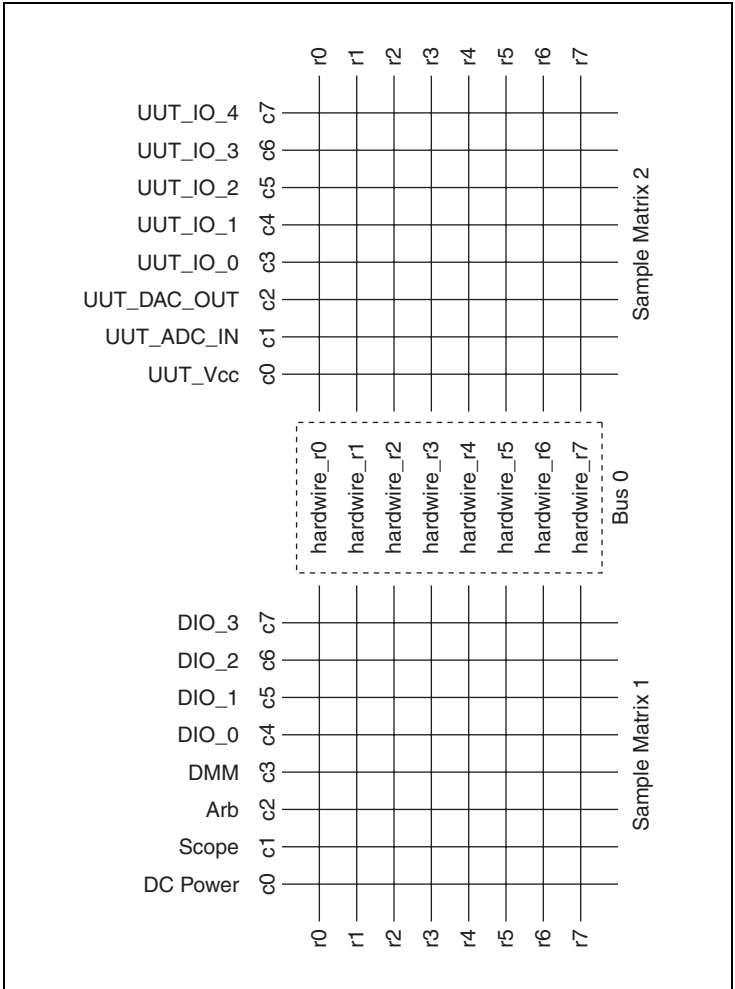 r0 r1 r2 r3 r4 r5 r6 r7
UUT_IO_4 c7
UUT_IO_3 c6
UUT_IO_2 c5
UUT_IO_1 c4
UUT_IO_0 c3
UUT_DAC_OUT c2
UUT_ADC_IN c1
UUT_Vcc c0
Sample Matrix 2
hardwire_r0
hardwire_r1
hardwire_r2
hardwire_r3
hardwire_r4
hardwire_r5
hardwire_r6
hardwire_r7
Bus 0
DIO_3 c7
DIO_2 c6
DIO_1 c5
DIO_0 c4
DMM c3
Arb c2
Scope c1
DC Power c0
Sample Matrix 1
r0 r1 r2 r3 r4 r5 r6 r7